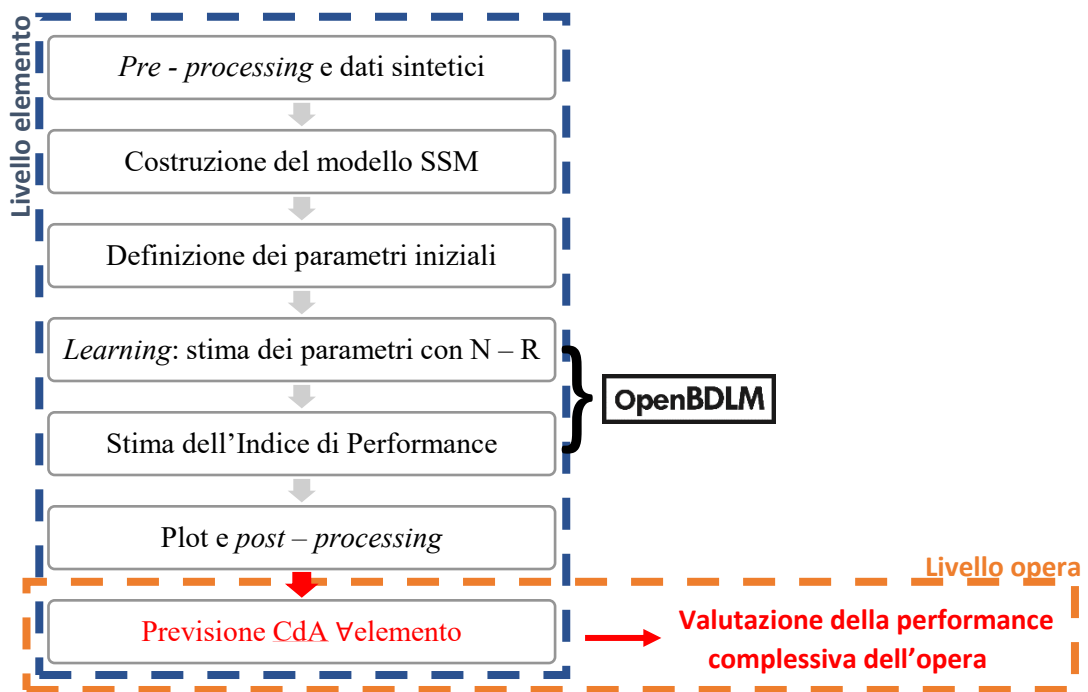 Livello elemento
Pre - processing e dati sintetici
Costruzione del modello SSM
Definizione dei parametri iniziali
Learning: stima dei parametri con N – R
OpenBDLM
Stima dell’Indice di Performance
Plot e post – processing
Livello opera
Previsione CdA ∀elemento
Valutazione della performance
complessiva dell’opera